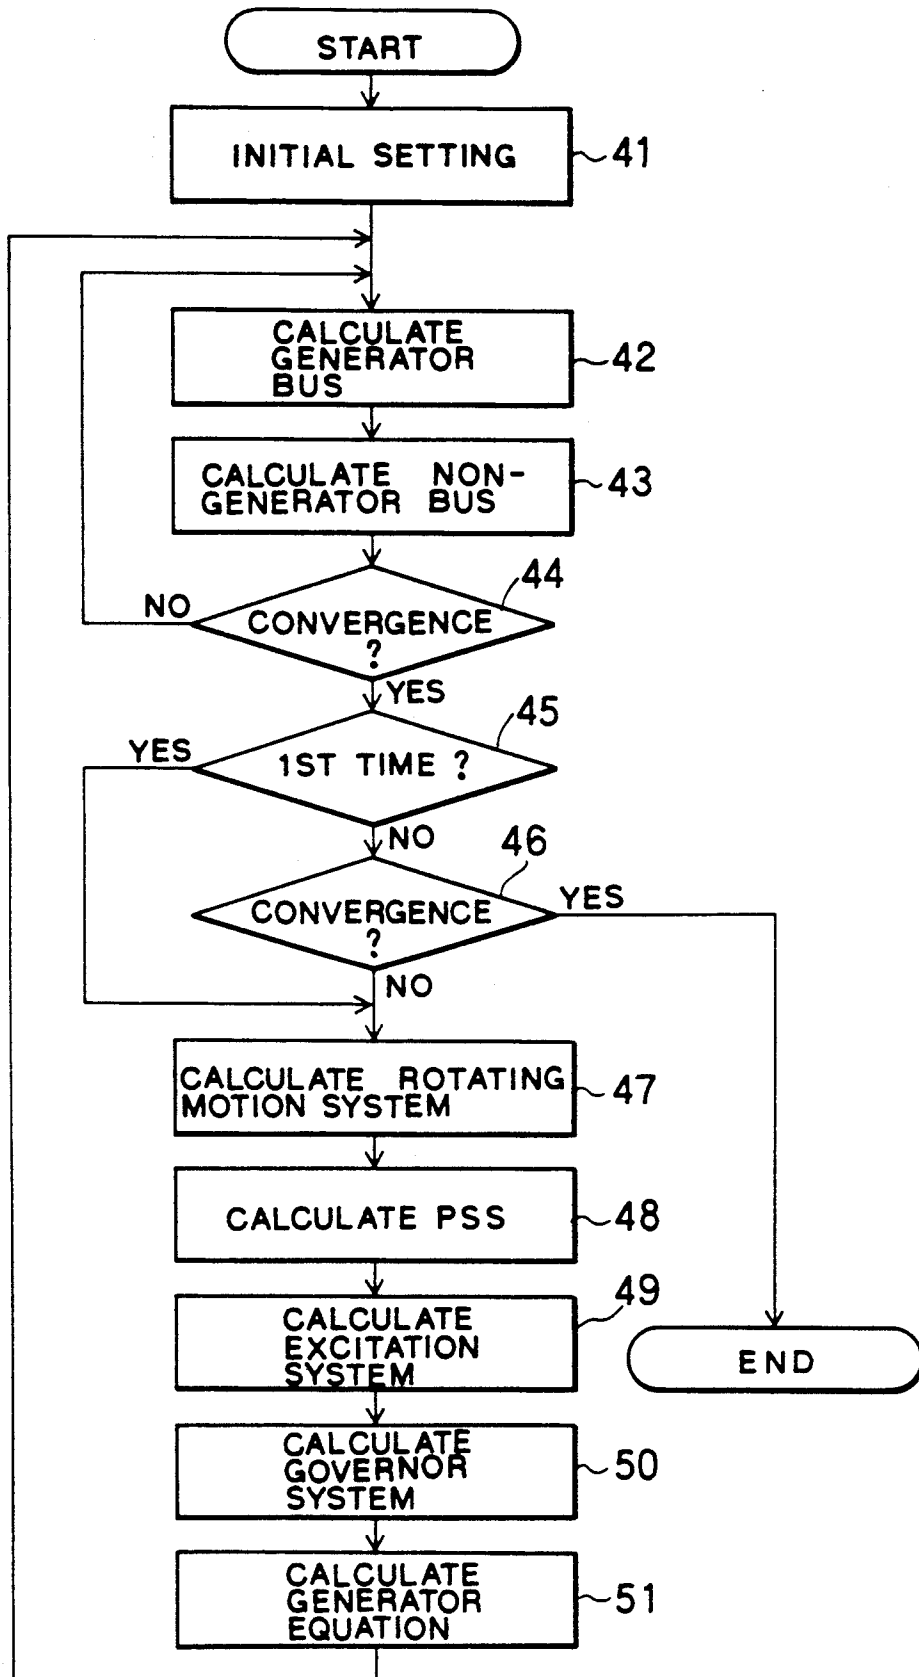 START
INITIAL SETTING
41
CALCULATE
GENERATOR
BUS
42
CALCULATE NON-
GENERATOR BUS
43
44
NO
CONVERGENCE
?
YES
45
YES
1ST TIME ?
NO
46
CONVERGENCE
?
YES
NO
CALCULATE ROTATING
MOTION SYSTEM
47
CALCULATE PSS
48
49
CALCULATE
EXCITATION
SYSTEM
END
CALCULATE
GOVERNOR
SYSTEM
50
CALCULATE
GENERATOR
EQUATION
51